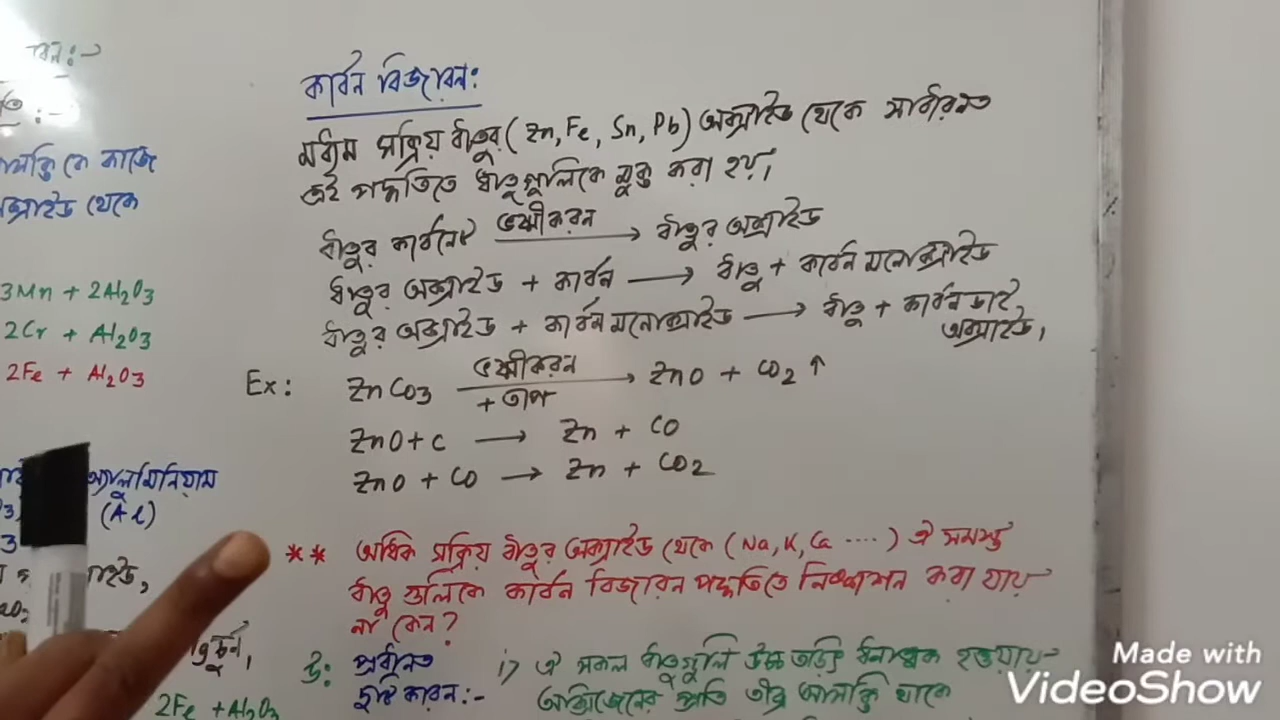 কার্বন বিজারন:
মধ্যম সক্রিয় ধাতুর (Zn, Fe, Sn, Pb) অক্সাইড থেকে সাধারনত
এই পদ্ধতিতে ধাতুগুলিকে মুক্ত করা হয়।
ধাতুর কার্বনেট ভস্মীকরন ⟶ ধাতুর অক্সাইড
ধাতুর অক্সাইড + কার্বন ⟶ ধাতু + কার্বন মনোক্সাইড
ধাতুর অক্সাইড + কার্বন মনোক্সাইড ⟶ ধাতু + কার্বন ডাই
অক্সাইড।
Ex: ZnCO3 ভস্মীকরন ⟶ + তাপ ZnO + CO2 ↑
ZnO + C ⟶ Zn + CO
ZnO + CO ⟶ Zn + CO2
** অধিক সক্রিয় ধাতুর অক্সাইড থেকে (Na, K, Ca ....) ঐ সমস্ত
ধাতু গুলিকে কার্বন বিজারন পদ্ধতিতে নিষ্কাশন করা যায়
না কেন?
উ: প্রধানত i) ঐ সকল ধাতুগুলি উচ্চ তড়িৎ ধনাত্মক হওয়ায়
দুটি কারন:- অক্সিজেনের প্রতি তীব্র আসক্তি থাকে
কাজে
থেকে
3Mn + 2Al2O3
2Cr + Al2O3
2Fe + Al2O3
অ্যালুমিনিয়াম
(Al)
2Fe + Al2O3
Made with
VideoShow